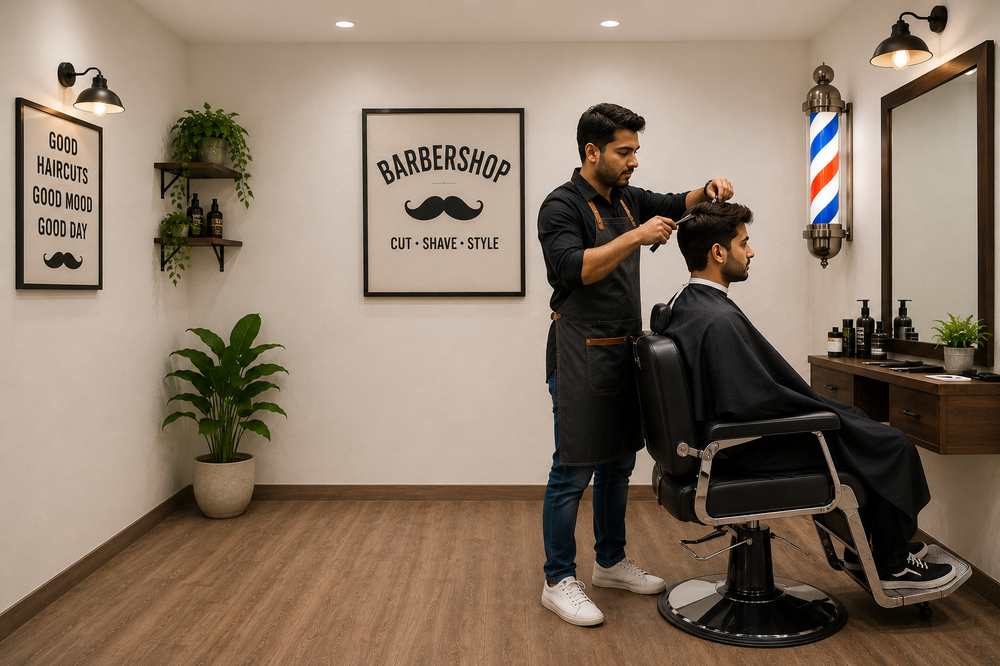 GOOD
HAIRCUTS
GOOD MOOD
GOOD DAY
BARBERSHOP
CUT • SHAVE • STYLE